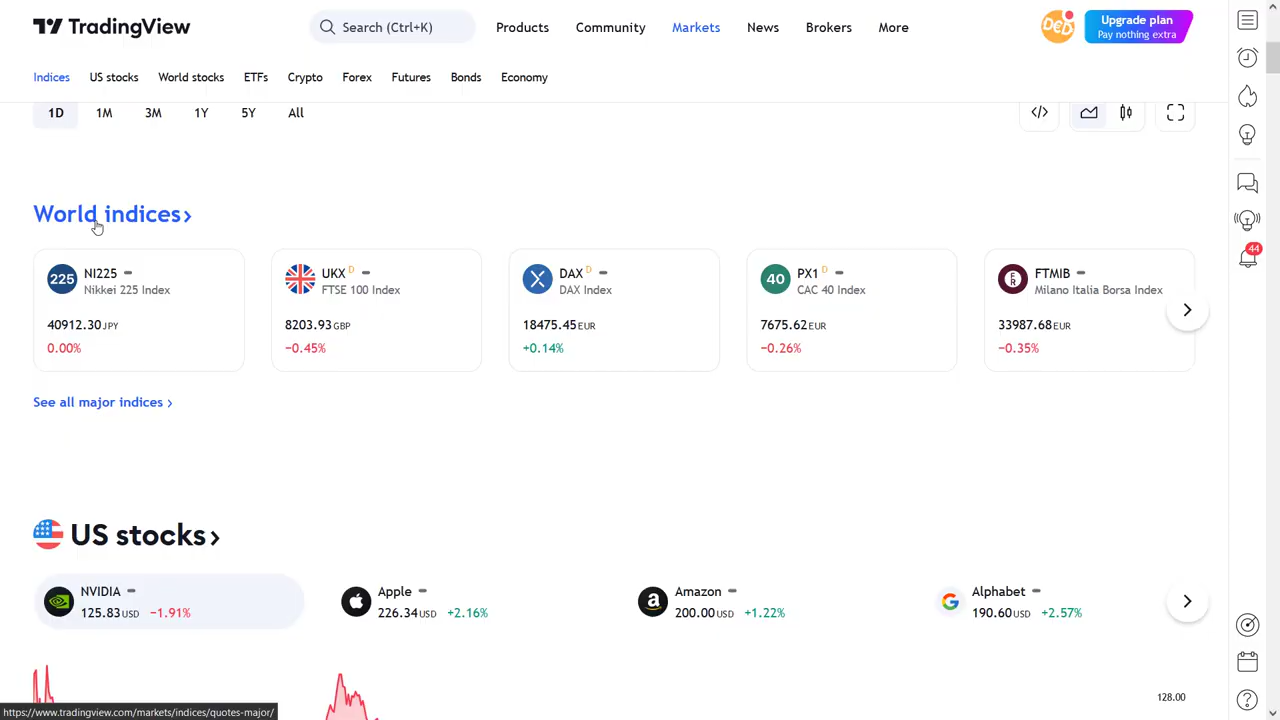 TradingView
Search (Ctrl+K)
Products
Community
Markets
News
Brokers
More
DED
Upgrade plan
Pay nothing extra
Indices
US stocks
World stocks
ETFs
Crypto
Forex
Futures
Bonds
Economy
1D
1M
3M
1Y
5Y
All
44
World indices
225
NI225
Nikkei 225 Index
40912.30 JPY
0.00%
UKX D
FTSE 100 Index
8203.93 GBP
−0.45%
DAX D
DAX Index
18475.45 EUR
+0.14%
40
PX1 D
CAC 40 Index
7675.62 EUR
−0.26%
FTMIB
Milano Italia Borsa Index
33987.68 EUR
−0.35%
See all major indices
US stocks
NVIDIA
125.83 USD −1.91%
Apple
226.34 USD +2.16%
Amazon
200.00 USD +1.22%
Alphabet
190.60 USD +2.57%
128.00
https://www.tradingview.com/markets/indices/quotes-major/